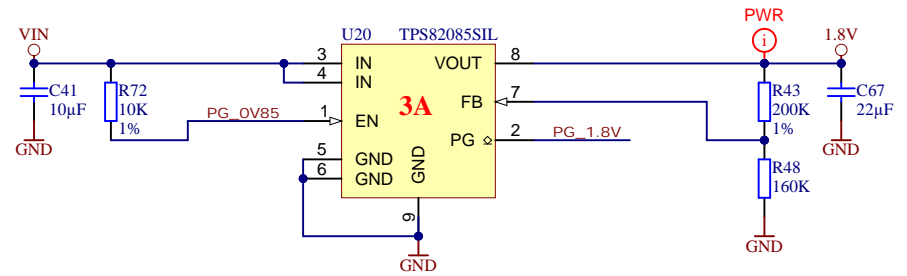 PWR
VIN
U20 TPS82085SIL
1.8V
3 IN VOUT 8
4 IN
C41
10µF
R72
10K
1%
R43
200K
1%
C67
22µF
7
FB
3A
PG_0V85 1 EN
PG 2 PG_1.8V
GND
GND
5 GND
6 GND
GND
9
R48
160K
GND
GND